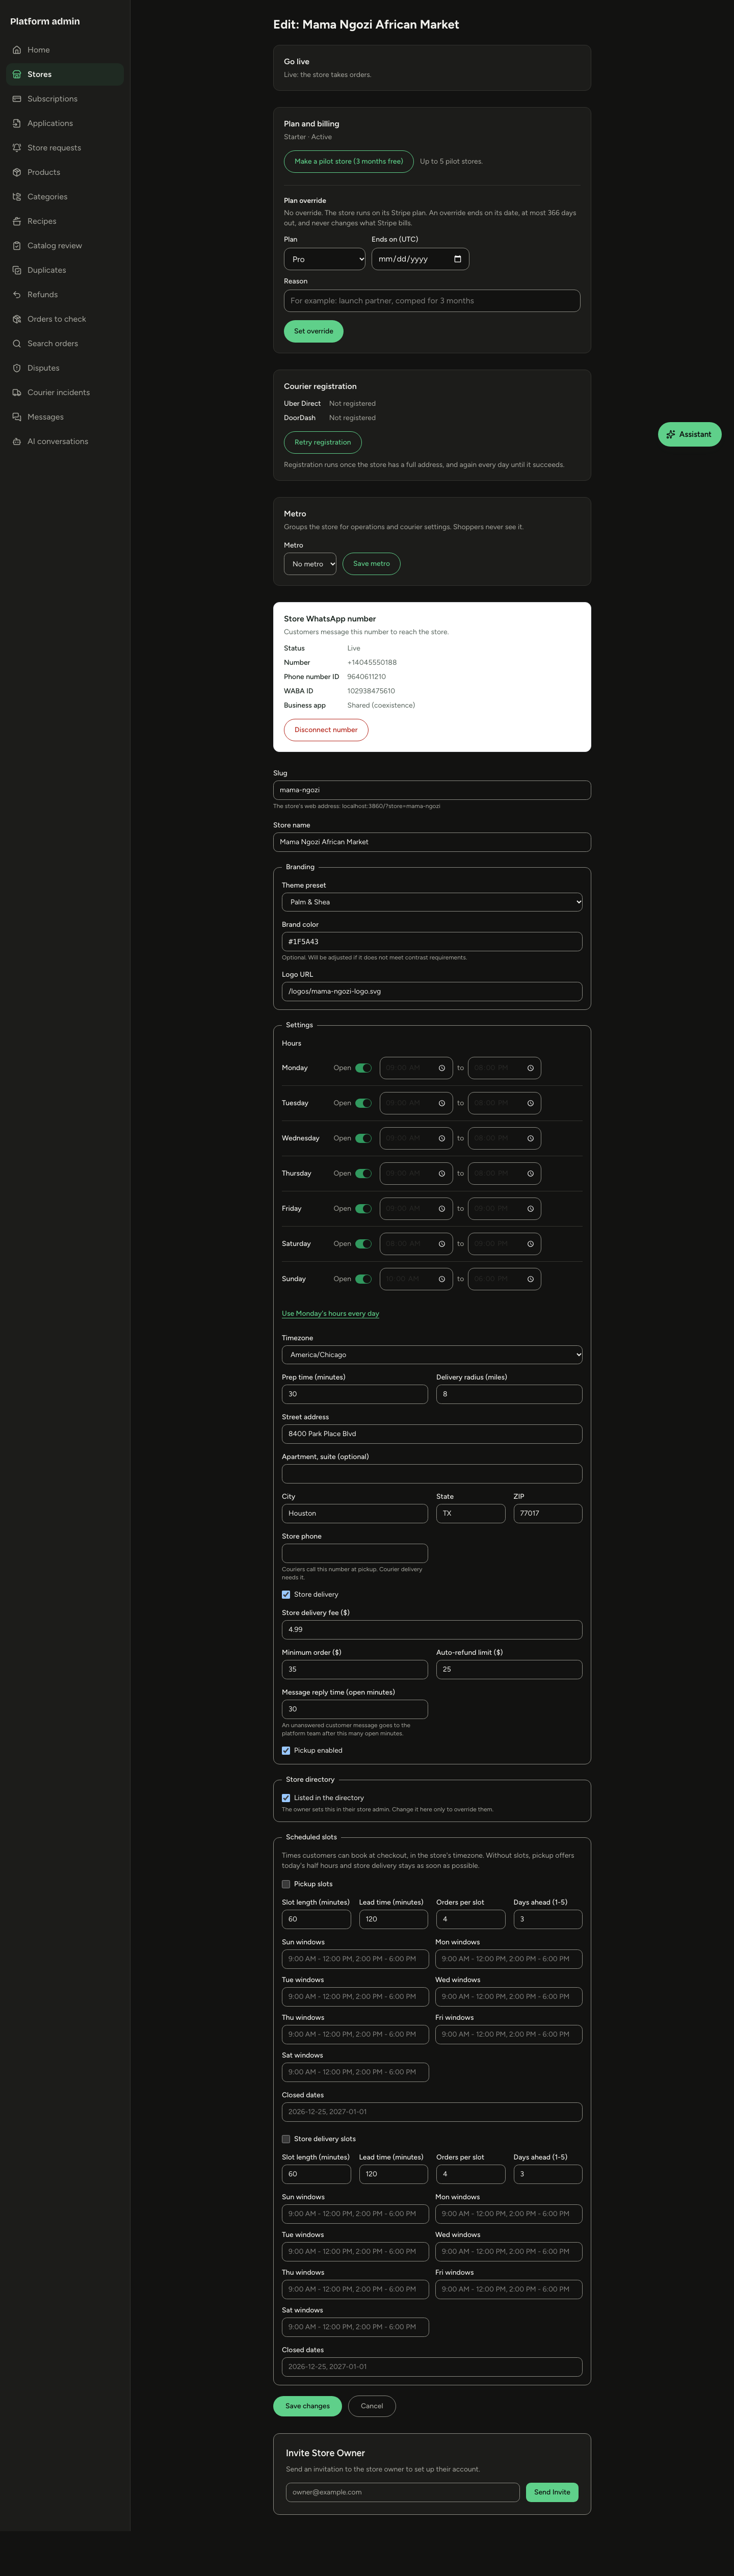 Platform admin
Home
Stores
Subscriptions
Applications
Store requests
Products
Categories
Recipes
Catalog review
Duplicates
Refunds
Orders to check
Search orders
Disputes
Courier incidents
Messages
AI conversations
Edit: Mama Ngozi African Market
Go live
Live: the store takes orders.
Plan and billing
Starter · Active
Make a pilot store (3 months free) Up to 5 pilot stores.
Plan override
No override. The store runs on its Stripe plan. An override ends on its date, at most 366 days
out, and never changes what Stripe bills.
Plan Ends on (UTC)
Pro mm/dd/yyyy
Reason
For example: launch partner, comped for 3 months
Set override
Courier registration
Uber Direct Not registered
DoorDash Not registered
Retry registration
Registration runs once the store has a full address, and again every day until it succeeds.
Assistant
Metro
Groups the store for operations and courier settings. Shoppers never see it.
Metro
No metro Save metro
Store WhatsApp number
Customers message this number to reach the store.
Status Live
Number +14045550188
Phone number ID 9640611210
WABA ID 102938475610
Business app Shared (coexistence)
Disconnect number
Slug
mama-ngozi
The store's web address: localhost:3860/?store=mama-ngozi
Store name
Mama Ngozi African Market
Branding
Theme preset
Palm & Shea
Brand color
#1F5A43
Optional. Will be adjusted if it does not meet contrast requirements.
Logo URL
/logos/mama-ngozi-logo.svg
Settings
Hours
Monday Open to
Tuesday Open to
Wednesday Open to
Thursday Open to
Friday Open to
Saturday Open to
Sunday Open to
Use Monday's hours every day
Timezone
America/Chicago
Prep time (minutes) Delivery radius (miles)
30 8
Street address
8400 Park Place Blvd
Apartment, suite (optional)
City State ZIP
Houston TX 77017
Store phone
Couriers call this number at pickup. Courier delivery
needs it.
Store delivery
Store delivery fee ($)
4.99
Minimum order ($) Auto-refund limit ($)
35 25
Message reply time (open minutes)
30
An unanswered customer message goes to the
platform team after this many open minutes.
Pickup enabled
Store directory
Listed in the directory
The owner sets this in their store admin. Change it here only to override them.
Scheduled slots
Times customers can book at checkout, in the store's timezone. Without slots, pickup offers
today's half hours and store delivery stays as soon as possible.
Pickup slots
Slot length (minutes) Lead time (minutes) Orders per slot Days ahead (1-5)
60 120 4 3
Sun windows Mon windows
9:00 AM - 12:00 PM, 2:00 PM - 6:00 PM 9:00 AM - 12:00 PM, 2:00 PM - 6:00 PM
Tue windows Wed windows
9:00 AM - 12:00 PM, 2:00 PM - 6:00 PM 9:00 AM - 12:00 PM, 2:00 PM - 6:00 PM
Thu windows Fri windows
9:00 AM - 12:00 PM, 2:00 PM - 6:00 PM 9:00 AM - 12:00 PM, 2:00 PM - 6:00 PM
Sat windows
9:00 AM - 12:00 PM, 2:00 PM - 6:00 PM
Closed dates
2026-12-25, 2027-01-01
Store delivery slots
Slot length (minutes) Lead time (minutes) Orders per slot Days ahead (1-5)
60 120 4 3
Sun windows Mon windows
9:00 AM - 12:00 PM, 2:00 PM - 6:00 PM 9:00 AM - 12:00 PM, 2:00 PM - 6:00 PM
Tue windows Wed windows
9:00 AM - 12:00 PM, 2:00 PM - 6:00 PM 9:00 AM - 12:00 PM, 2:00 PM - 6:00 PM
Thu windows Fri windows
9:00 AM - 12:00 PM, 2:00 PM - 6:00 PM 9:00 AM - 12:00 PM, 2:00 PM - 6:00 PM
Sat windows
9:00 AM - 12:00 PM, 2:00 PM - 6:00 PM
Closed dates
2026-12-25, 2027-01-01
Save changes Cancel
Invite Store Owner
Send an invitation to the store owner to set up their account.
owner@example.com Send Invite